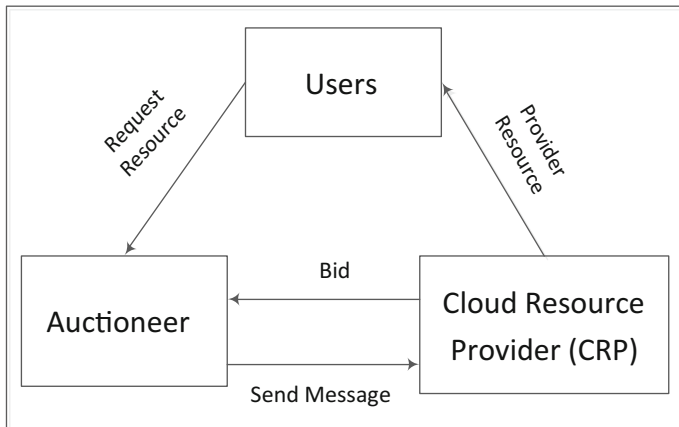 Users
Request
Resource
Provider
Resource
Bid
Auctioneer
Cloud Resource
Provider (CRP)
Send Message